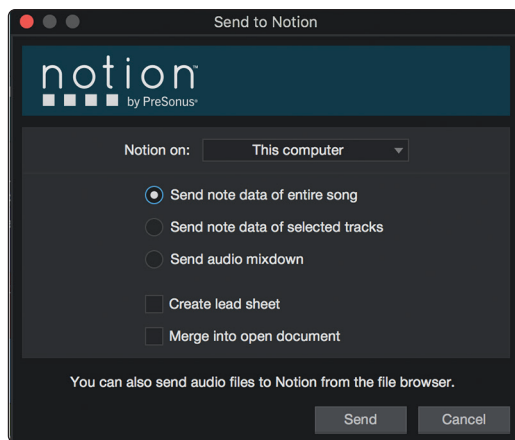 Send to Notion
notion™
by PreSonus®
Notion on: This computer
Send note data of entire song
Send note data of selected tracks
Send audio mixdown
Create lead sheet
Merge into open document
You can also send audio files to Notion from the file browser.
Send Cancel